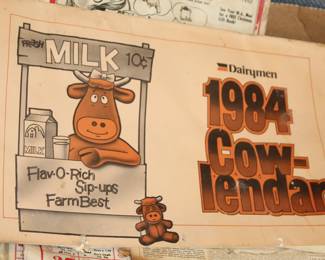 FRESH
MILK 10¢
MILK
Flav-O-Rich
Sip-ups
FarmBest
Dairymen
1984
Cow-
lendar